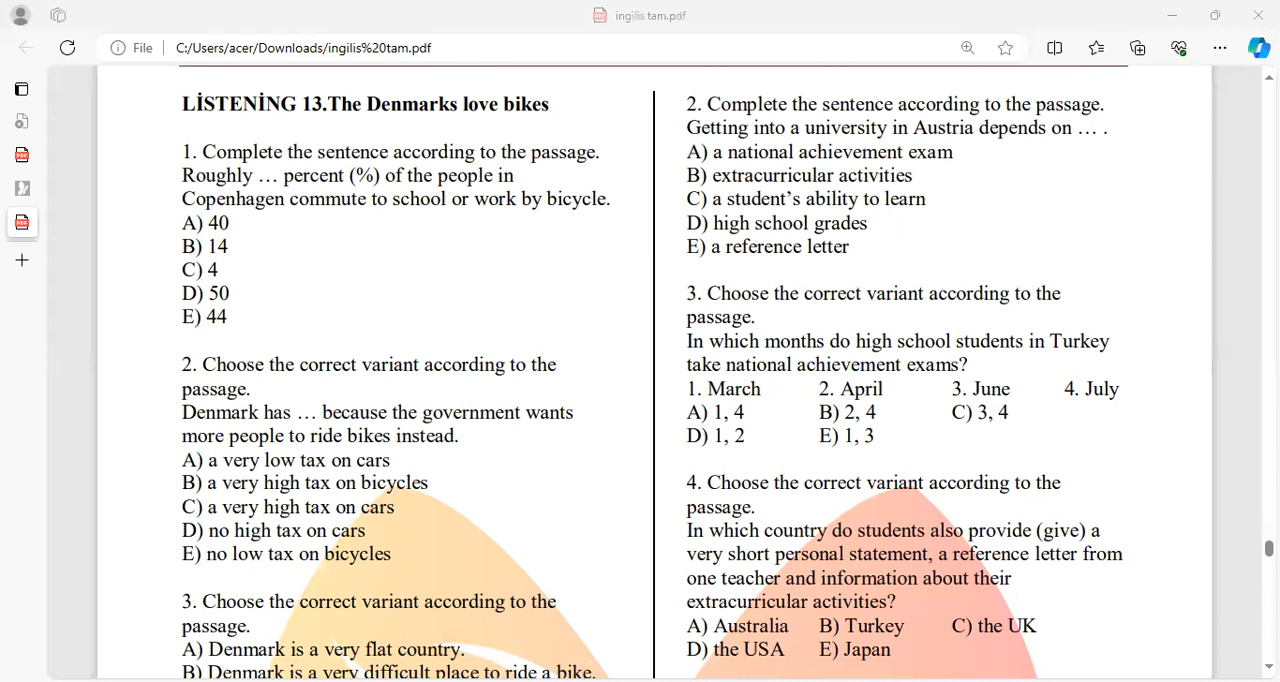 ingilis tam.pdf
File
C:/Users/acer/Downloads/ingilis%20tam.pdf
LİSTENİNG 13.The Denmarks love bikes
1. Complete the sentence according to the passage.
Roughly … percent (%) of the people in
Copenhagen commute to school or work by bicycle.
A) 40
B) 14
C) 4
D) 50
E) 44
2. Choose the correct variant according to the
passage.
Denmark has … because the government wants
more people to ride bikes instead.
A) a very low tax on cars
B) a very high tax on bicycles
C) a very high tax on cars
D) no high tax on cars
E) no low tax on bicycles
3. Choose the correct variant according to the
passage.
A) Denmark is a very flat country.
B) Denmark is a very difficult place to ride a bike.
2. Complete the sentence according to the passage.
Getting into a university in Austria depends on … .
A) a national achievement exam
B) extracurricular activities
C) a student’s ability to learn
D) high school grades
E) a reference letter
3. Choose the correct variant according to the
passage.
In which months do high school students in Turkey
take national achievement exams?
1. March 2. April 3. June 4. July
A) 1, 4 B) 2, 4 C) 3, 4
D) 1, 2 E) 1, 3
4. Choose the correct variant according to the
passage.
In which country do students also provide (give) a
very short personal statement, a reference letter from
one teacher and information about their
extracurricular activities?
A) Australia B) Turkey C) the UK
D) the USA E) Japan